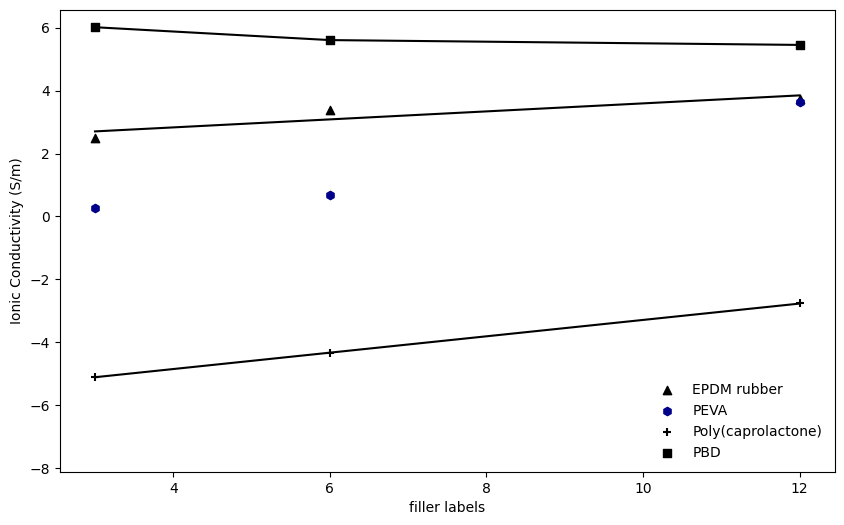 Ionic Conductivity (S/m)
6
4
2
0
−2
−4
−6
−8
EPDM rubber
PEVA
Poly(caprolactone)
PBD
4
6
8
10
12
filler labels